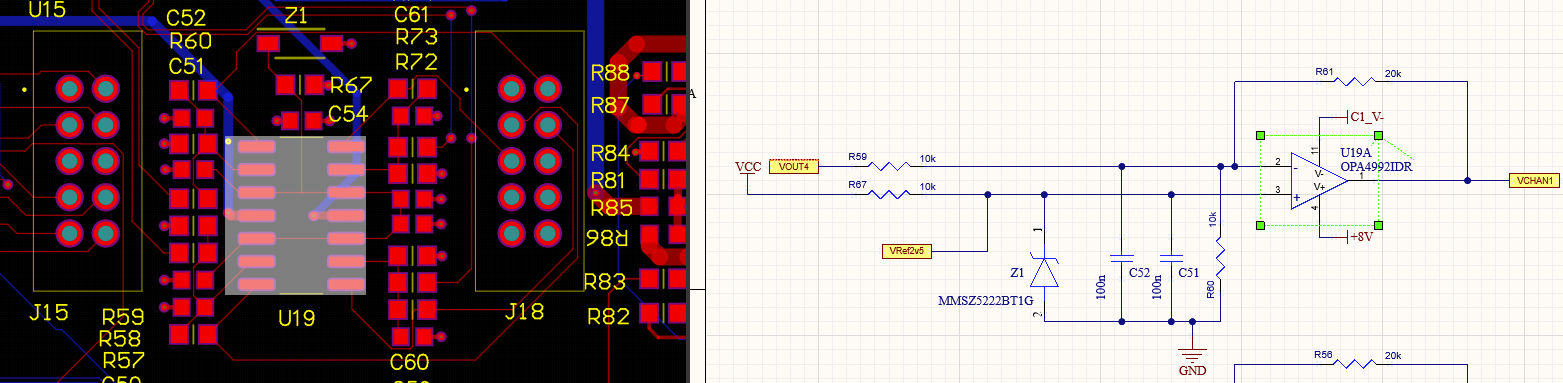 U15
C52
R60
C51
Z1
C61
R73
R72
R67
C54
R88
R87
R84
R81
R85
R86
R83
R82
J15
R59
R58
R57
U19
C60
J18
A
R61 20k
C1_V-
11
U19A
OPA4992IDR
VCC VOUT4 R59 10k 2 - V- 1 VCHAN1
R67 10k 3 + V+
4
+8V
VRef2v5
10k
1
Z1 C52 C51
MMSZ5222BT1G 100n 100n R60
2
GND
R56 20k